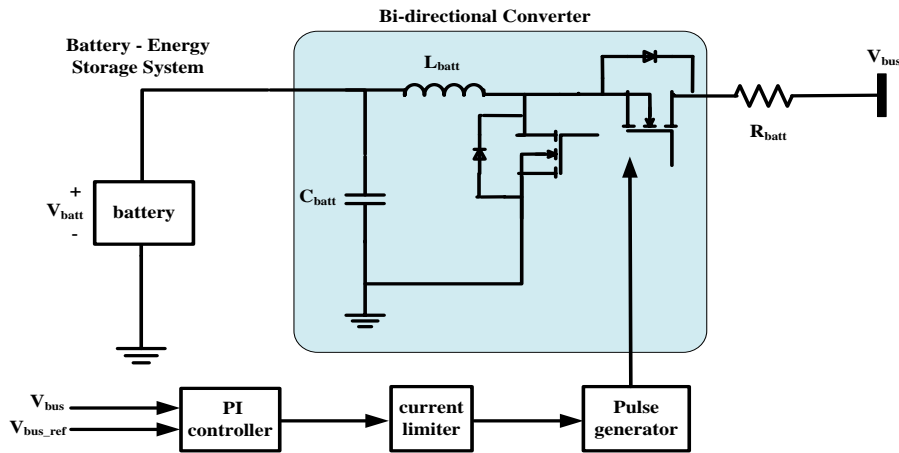 Bi-directional Converter
Battery - Energy
Storage System
L_batt
V_bus
R_batt
+
V_batt
-
battery
C_batt
V_bus
V_bus_ref
PI
controller
current
limiter
Pulse
generator